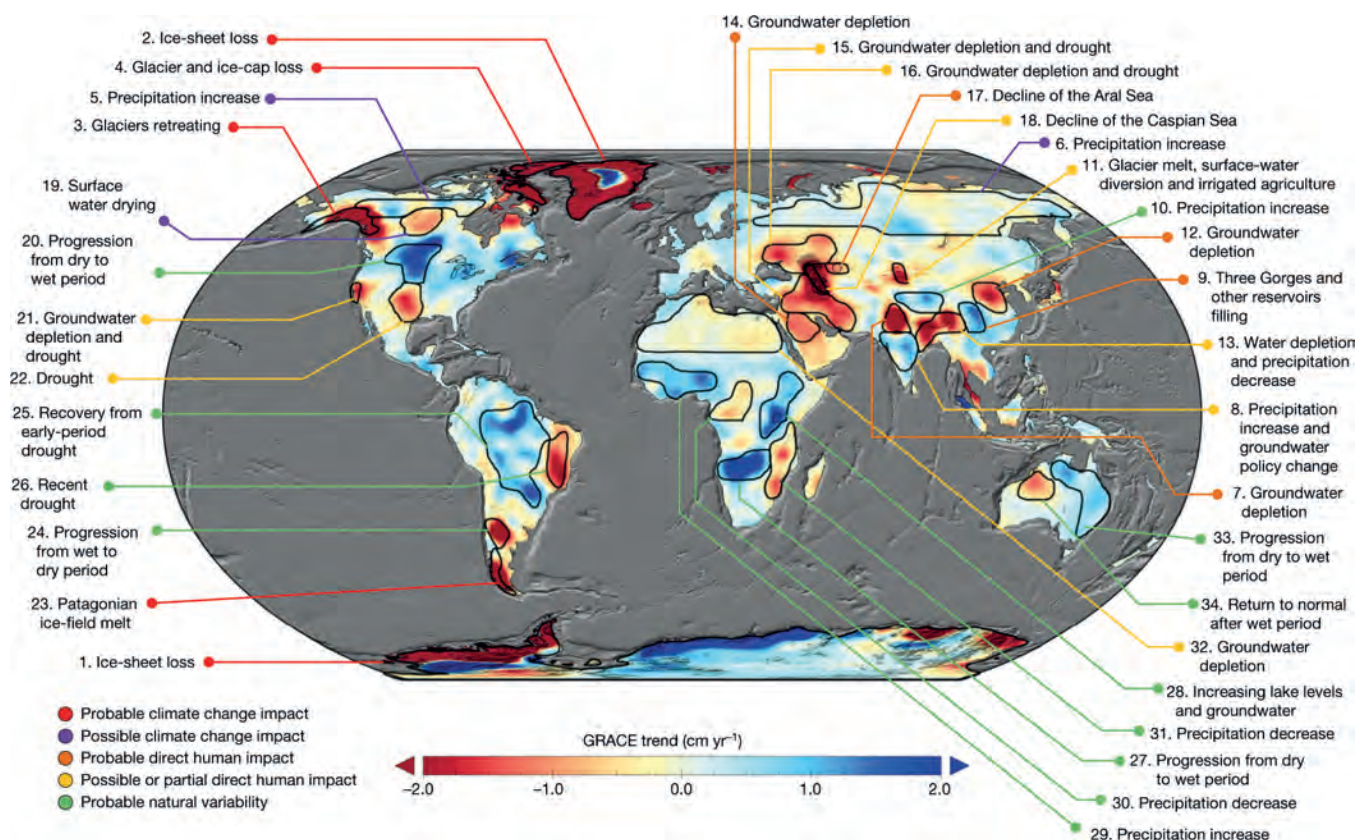 2. Ice-sheet loss
4. Glacier and ice-cap loss
5. Precipitation increase
3. Glaciers retreating
19. Surface
water drying
20. Progression
from dry to
wet period
21. Groundwater
depletion and
drought
22. Drought
25. Recovery from
early-period
drought
26. Recent
drought
24. Progression
from wet to
dry period
23. Patagonian
ice-field melt
1. Ice-sheet loss
14. Groundwater depletion
15. Groundwater depletion and drought
16. Groundwater depletion and drought
17. Decline of the Aral Sea
18. Decline of the Caspian Sea
6. Precipitation increase
11. Glacier melt, surface-water
diversion and irrigated agriculture
10. Precipitation increase
12. Groundwater
depletion
9. Three Gorges and
other reservoirs
filling
13. Water depletion
and precipitation
decrease
8. Precipitation
increase and
groundwater
policy change
7. Groundwater
depletion
33. Progression
from dry to wet
period
34. Return to normal
after wet period
32. Groundwater
depletion
28. Increasing lake levels
and groundwater
31. Precipitation decrease
27. Progression from dry
to wet period
30. Precipitation decrease
29. Precipitation increase
Probable climate change impact
Possible climate change impact
Probable direct human impact
Possible or partial direct human impact
Probable natural variability
GRACE trend (cm yr⁻¹)
−2.0 −1.0 0.0 1.0 2.0